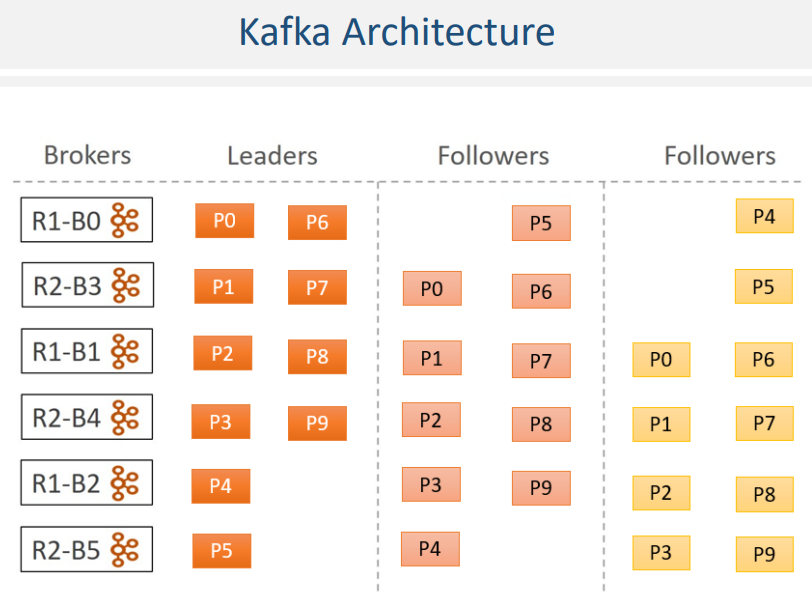 Kafka Architecture
Brokers Leaders Followers Followers
R1-B0 P0 P6 P5 P4
R2-B3 P1 P7 P0 P6 P5
R1-B1 P2 P8 P1 P7 P0 P6
R2-B4 P3 P9 P2 P8 P1 P7
R1-B2 P4 P3 P9 P2 P8
R2-B5 P5 P4 P3 P9